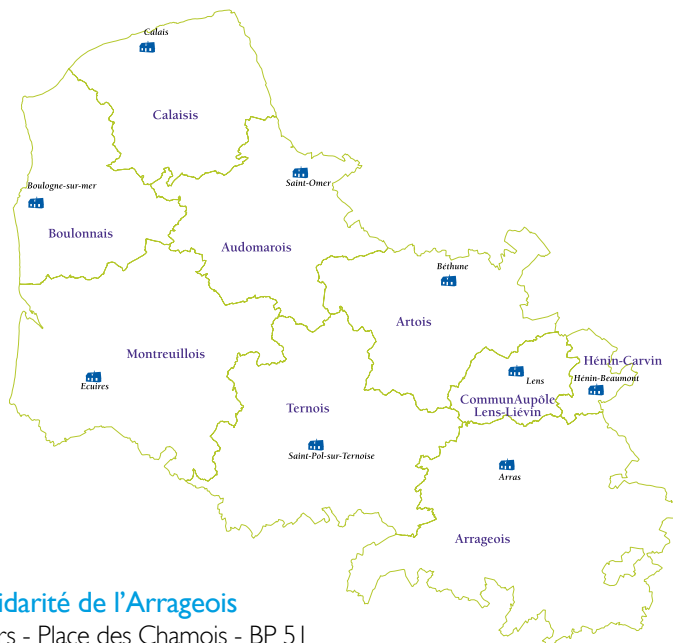 Calais
Calaisis
Saint-Omer
Boulogne-sur-mer
Boulonnais
Audomarois
Béthune
Artois
Montreuillois
Hénin-Carvin
Ecuires
Lens
Hénin-Beaumont
CommunAupôle
Lens-Liévin
Ternois
Saint-Pol-sur-Ternoise
Arras
Arrageois
idarité de l’Arrageois
rs - Place des Chamois - BP 51